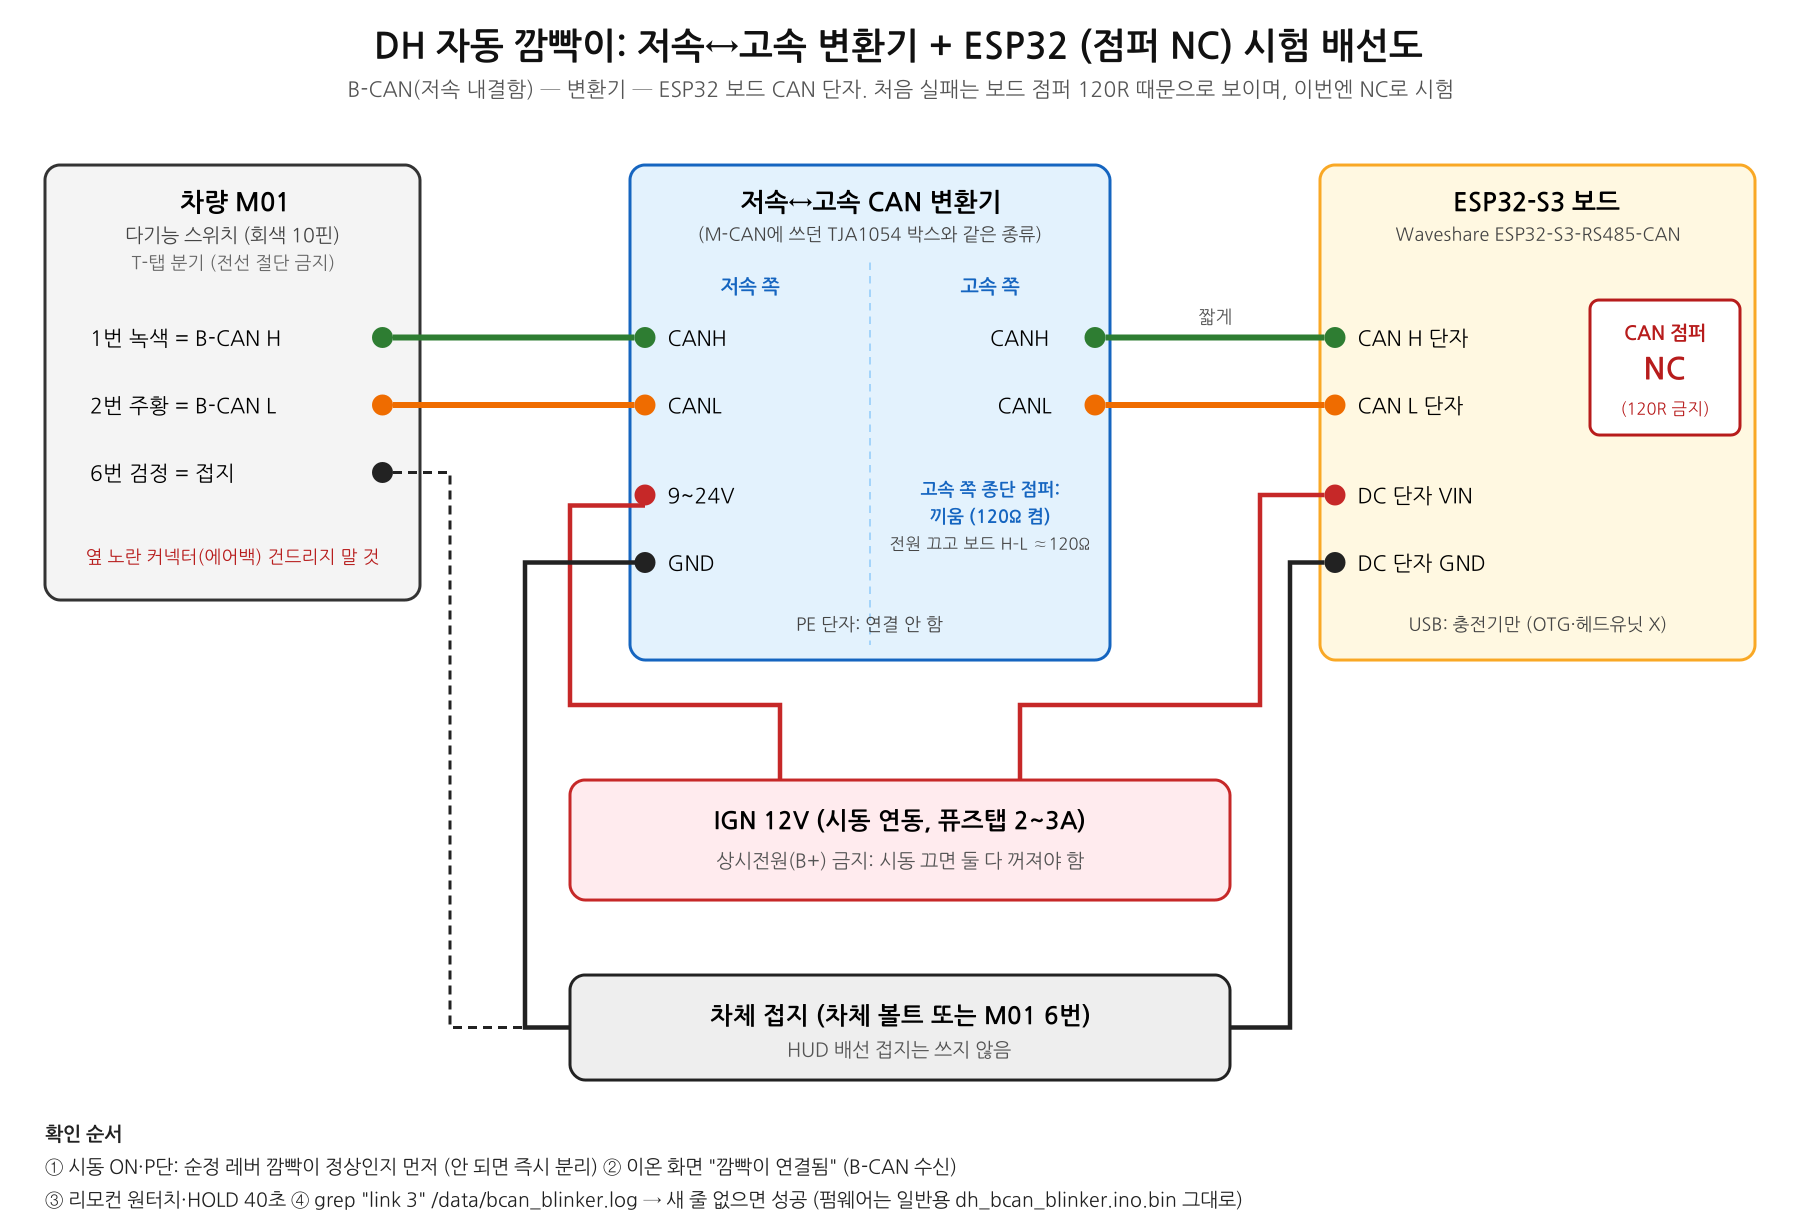 DH 자동 깜빡이: 저속↔고속 변환기 + ESP32 (점퍼 NC) 시험 배선도
B-CAN(저속 내결함) — 변환기 — ESP32 보드 CAN 단자. 처음 실패는 보드 점퍼 120R 때문으로 보이며, 이번엔 NC로 시험
차량 M01
다기능 스위치 (회색 10핀)
T-탭 분기 (전선 절단 금지)
1번 녹색 = B-CAN H
2번 주황 = B-CAN L
6번 검정 = 접지
옆 노란 커넥터(에어백) 건드리지 말 것
저속↔고속 CAN 변환기
(M-CAN에 쓰던 TJA1054 박스와 같은 종류)
저속 쪽
고속 쪽
CANH
CANH
CANL
CANL
9~24V
GND
고속 쪽 종단 점퍼:
끼움 (120Ω 켬)
전원 끄고 보드 H-L ≈120Ω
PE 단자: 연결 안 함
짧게
ESP32-S3 보드
Waveshare ESP32-S3-RS485-CAN
CAN H 단자
CAN L 단자
CAN 점퍼
NC
(120R 금지)
DC 단자 VIN
DC 단자 GND
USB: 충전기만 (OTG·헤드유닛 X)
IGN 12V (시동 연동, 퓨즈탭 2~3A)
상시전원(B+) 금지: 시동 끄면 둘 다 꺼져야 함
차체 접지 (차체 볼트 또는 M01 6번)
HUD 배선 접지는 쓰지 않음
확인 순서
① 시동 ON·P단: 순정 레버 깜빡이 정상인지 먼저 (안 되면 즉시 분리) ② 이온 화면 "깜빡이 연결됨" (B-CAN 수신)
③ 리모컨 원터치·HOLD 40초 ④ grep "link 3" /data/bcan_blinker.log → 새 줄 없으면 성공 (펌웨어는 일반용 dh_bcan_blinker.ino.bin 그대로)